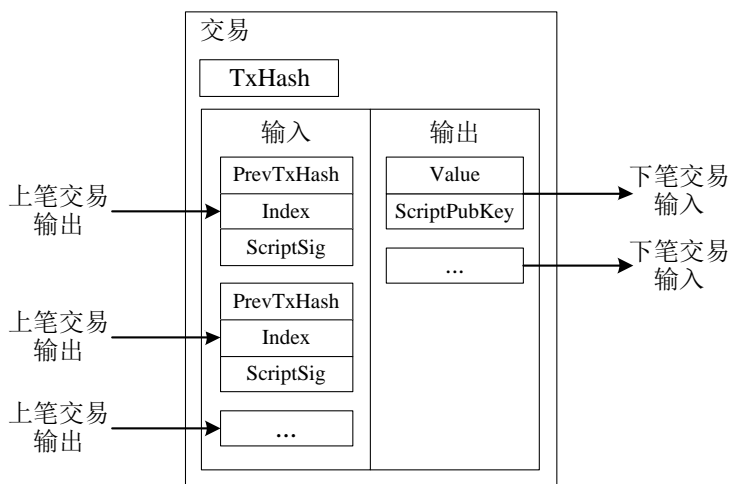 交易
TxHash
输入
输出
PrevTxHash
Index
ScriptSig
PrevTxHash
Index
ScriptSig
...
Value
ScriptPubKey
...
上笔交易
输出
上笔交易
输出
上笔交易
输出
下笔交易
输入
下笔交易
输入